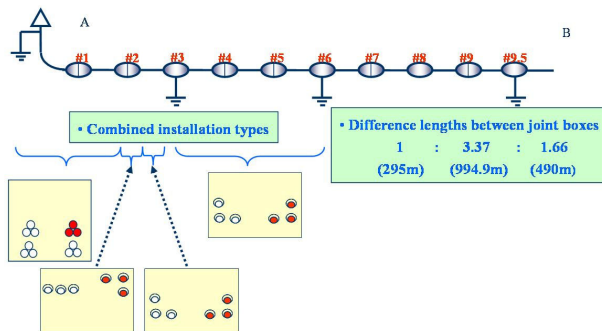 A
B
#1 #2 #3 #4 #5 #6 #7 #8 #9 #9.5
• Combined installation types
• Difference lengths between joint boxes
1 : 3.37 : 1.66
(295m) (994.9m) (490m)